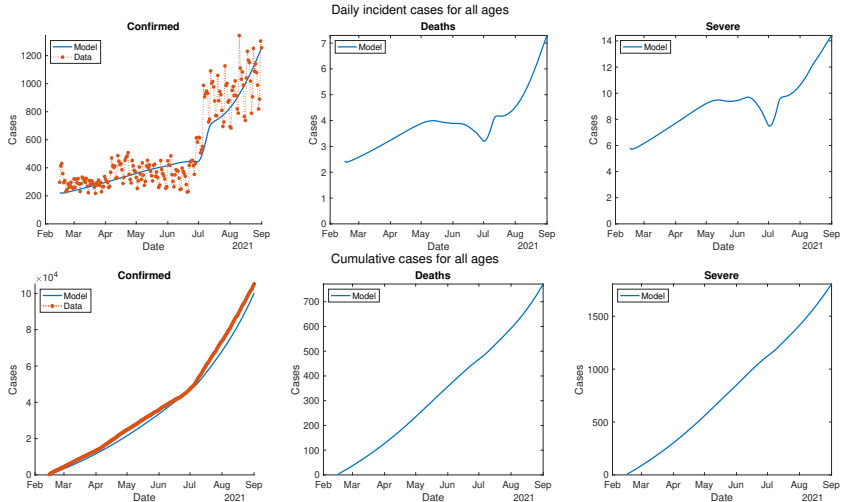 Daily incident cases for all ages
Confirmed
Deaths
Severe
Model
Data
Model
Model
1200
1000
800
600
400
200
0
7
6
5
4
3
2
1
0
14
12
10
8
6
4
2
0
Cases
Cases
Cases
Feb Mar Apr May Jun Jul Aug Sep
Feb Mar Apr May Jun Jul Aug Sep
Feb Mar Apr May Jun Jul Aug Sep
Date
2021
Date
2021
Date
2021
Cumulative cases for all ages
×10^4
Confirmed
Deaths
Severe
Model
Data
Model
Model
10
8
6
4
2
0
700
600
500
400
300
200
100
0
1500
1000
500
0
Cases
Cases
Cases
Feb Mar Apr May Jun Jul Aug Sep
Feb Mar Apr May Jun Jul Aug Sep
Feb Mar Apr May Jun Jul Aug Sep
Date
2021
Date
2021
Date
2021